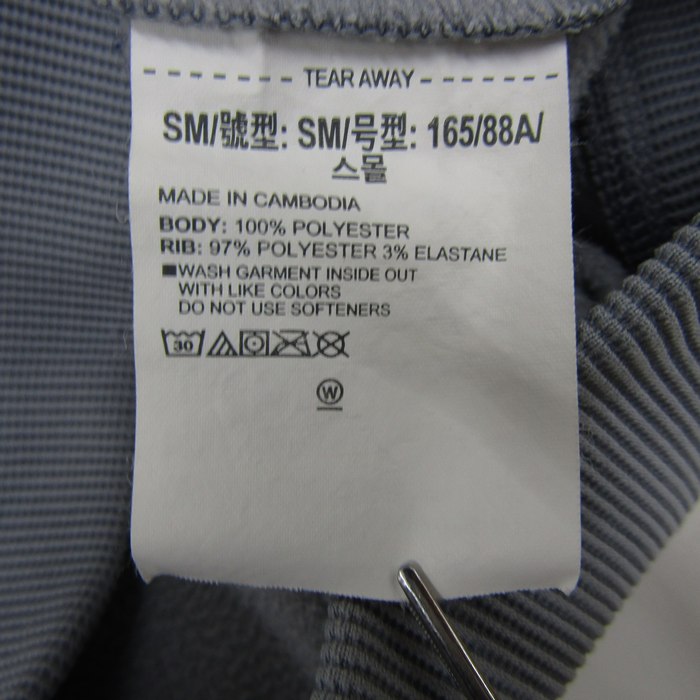 - - - - - - - TEAR AWAY - - - - - - -
SM/號型: SM/号型: 165/88A/
스몰
MADE IN CAMBODIA
BODY: 100% POLYESTER
RIB: 97% POLYESTER 3% ELASTANE
■WASH GARMENT INSIDE OUT
WITH LIKE COLORS
DO NOT USE SOFTENERS
30
W